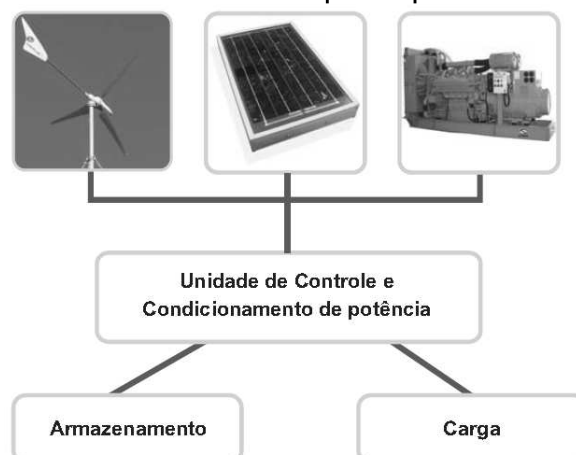 Unidade de Controle e
Condicionamento de potência
Armazenamento
Carga